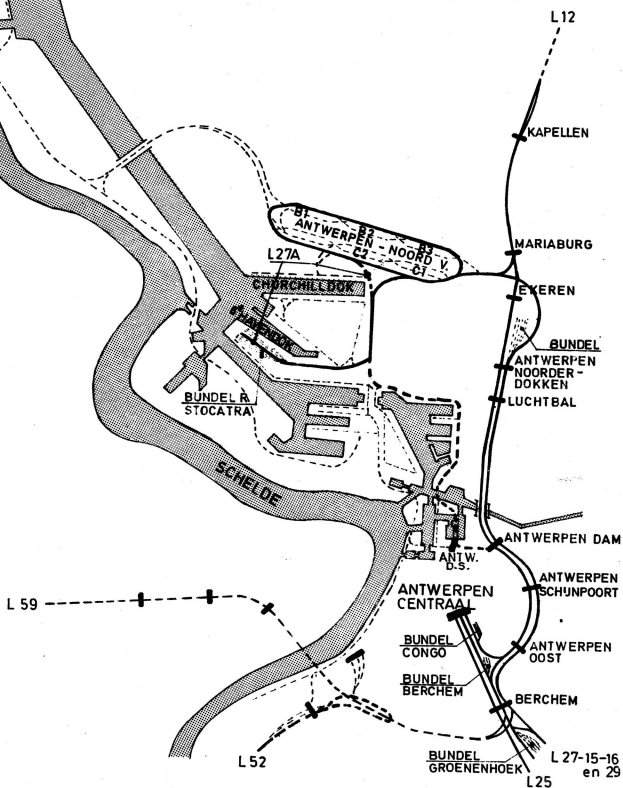 L12
KAPELLEN
B1
B2
B3
ANTWERPEN - NOORD V.
C2
C1
MARIABURG
L27A
CHURCHILLDOK
EKEREN
6e HAVENDOK
BUNDEL
ANTWERPEN
NOORDER-
DOKKEN
LUCHTBAL
BUNDEL R
STOCATRA
SCHELDE
ANTWERPEN DAM
ANTW.
D.S.
ANTWERPEN
SCHIJNPOORT
ANTWERPEN
CENTRAAL
L 59
BUNDEL
CONGO
ANTWERPEN
OOST
BUNDEL
BERCHEM
BERCHEM
L 52
BUNDEL
GROENENHOEK
L 27-15-16
en 29
L25